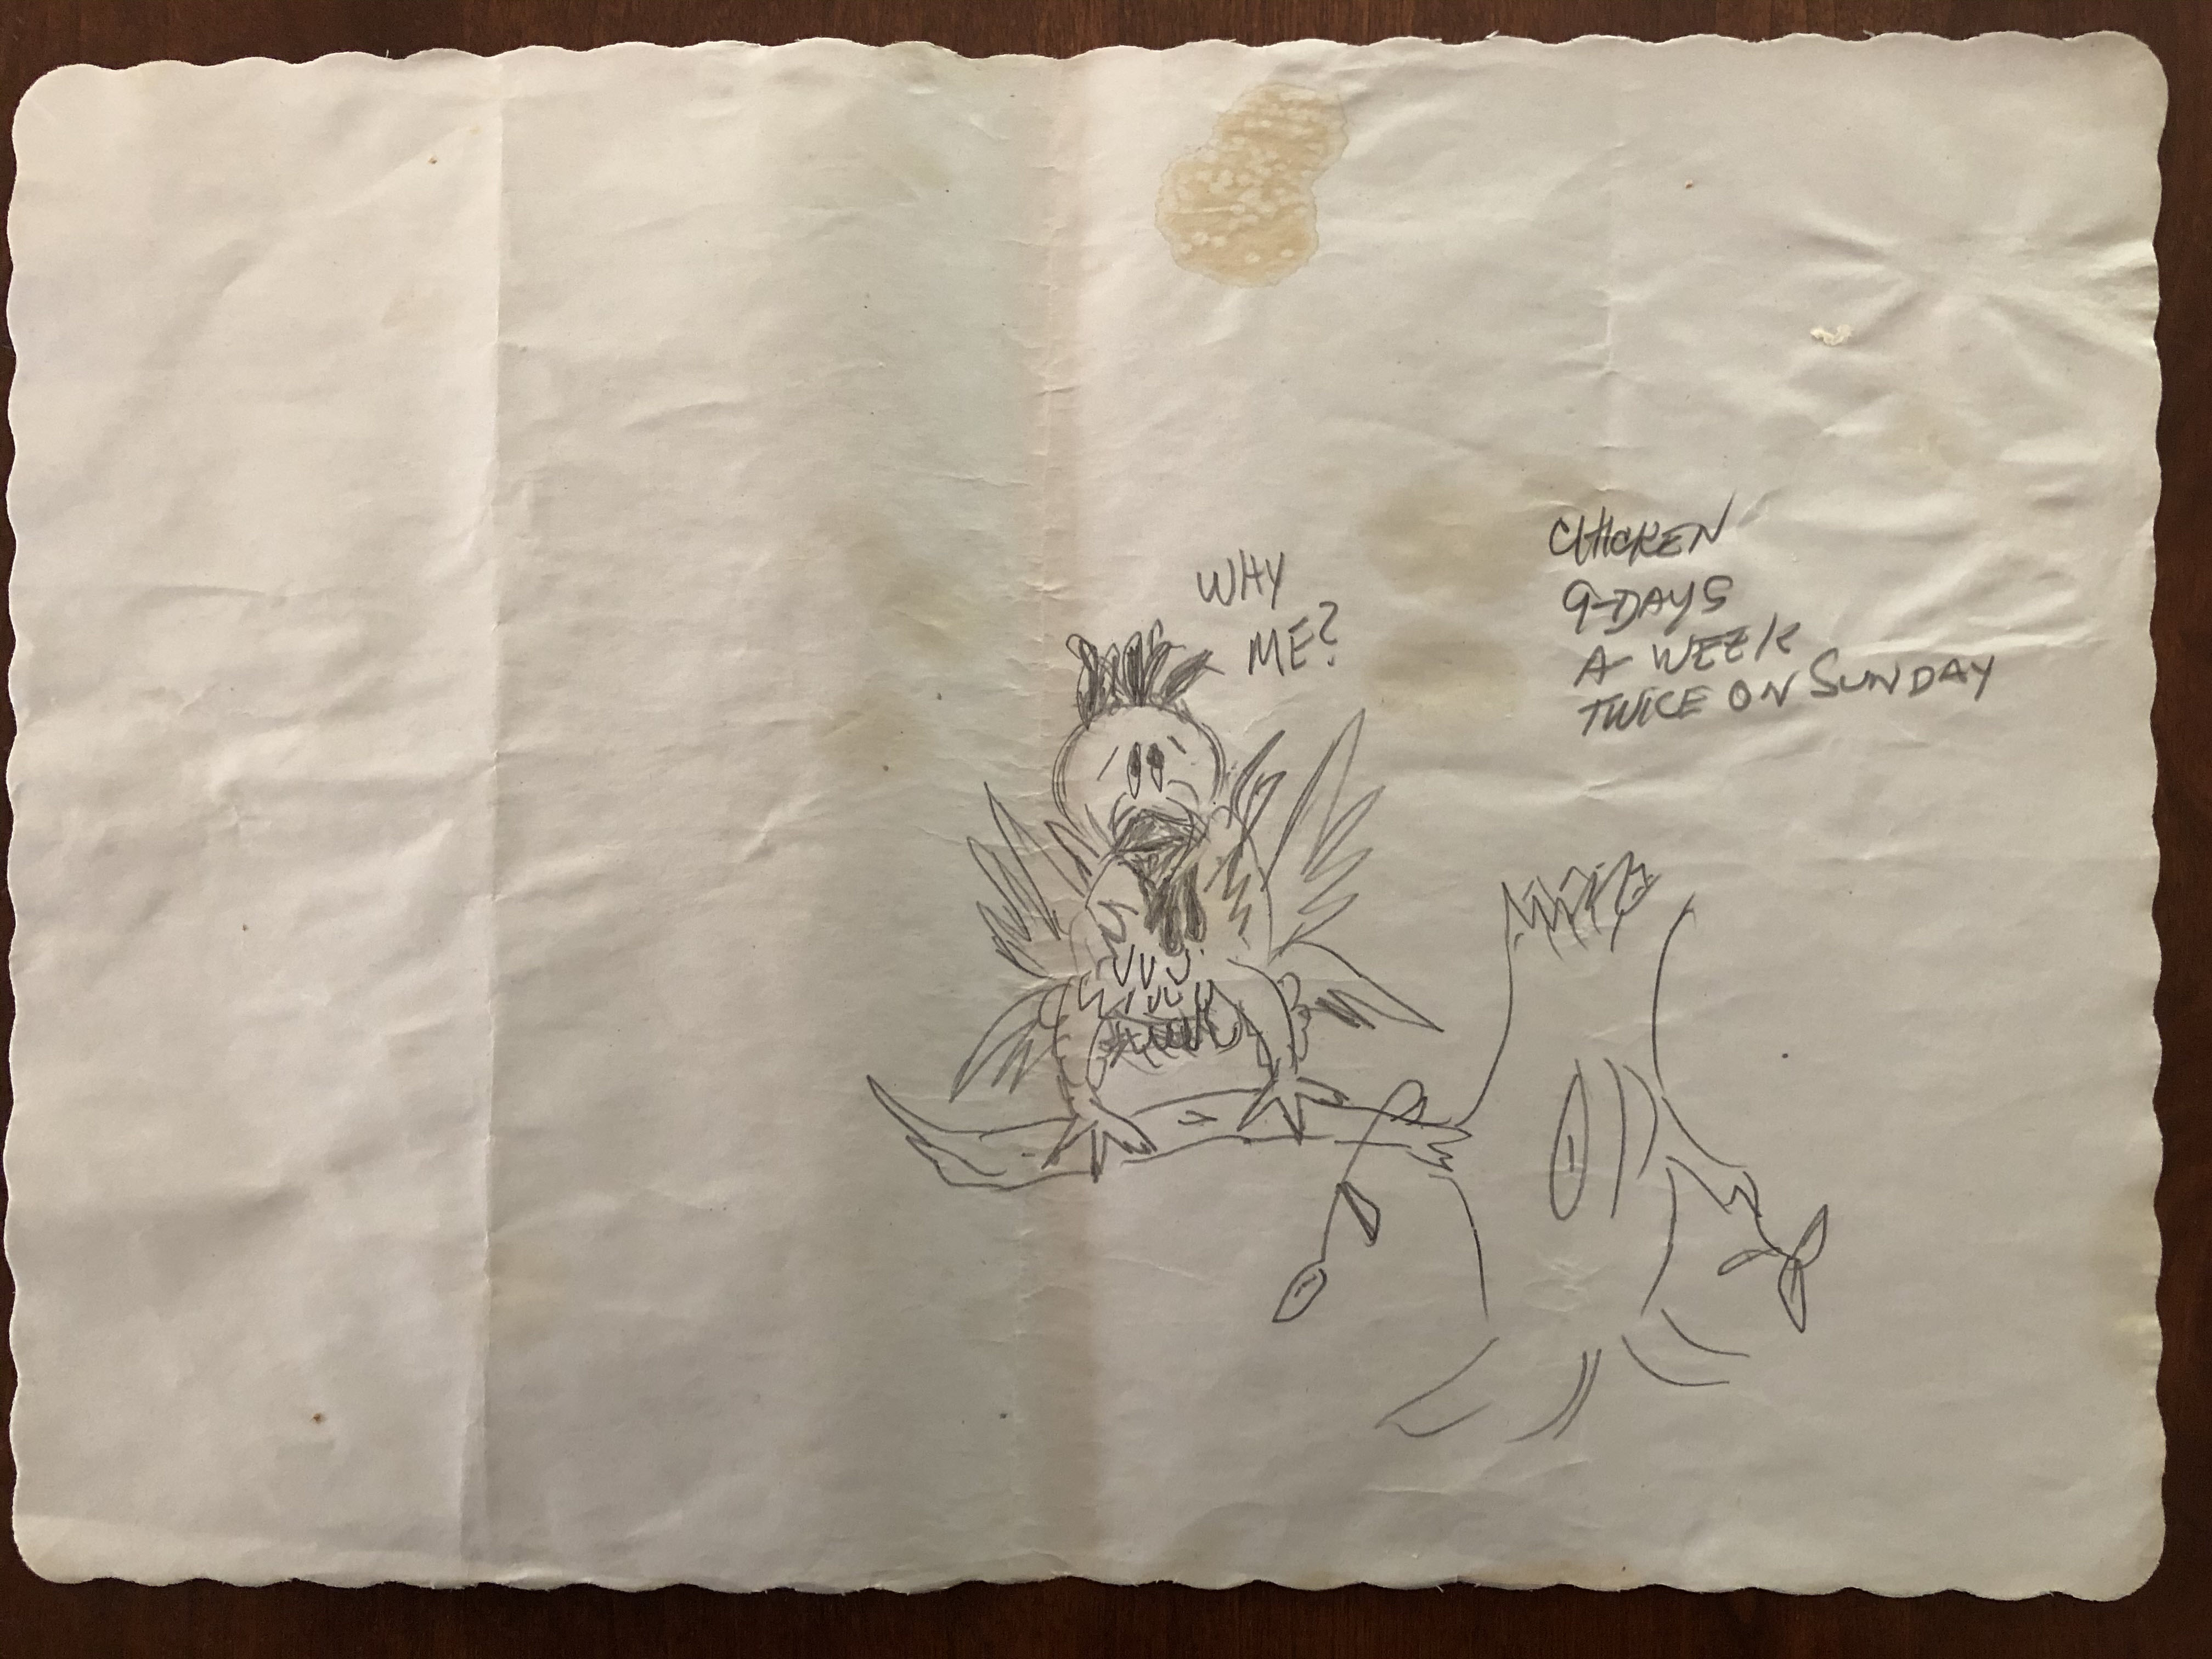 WHY
ME?
CHICKEN
9-DAYS
A WEEK
TWICE ON SUNDAY